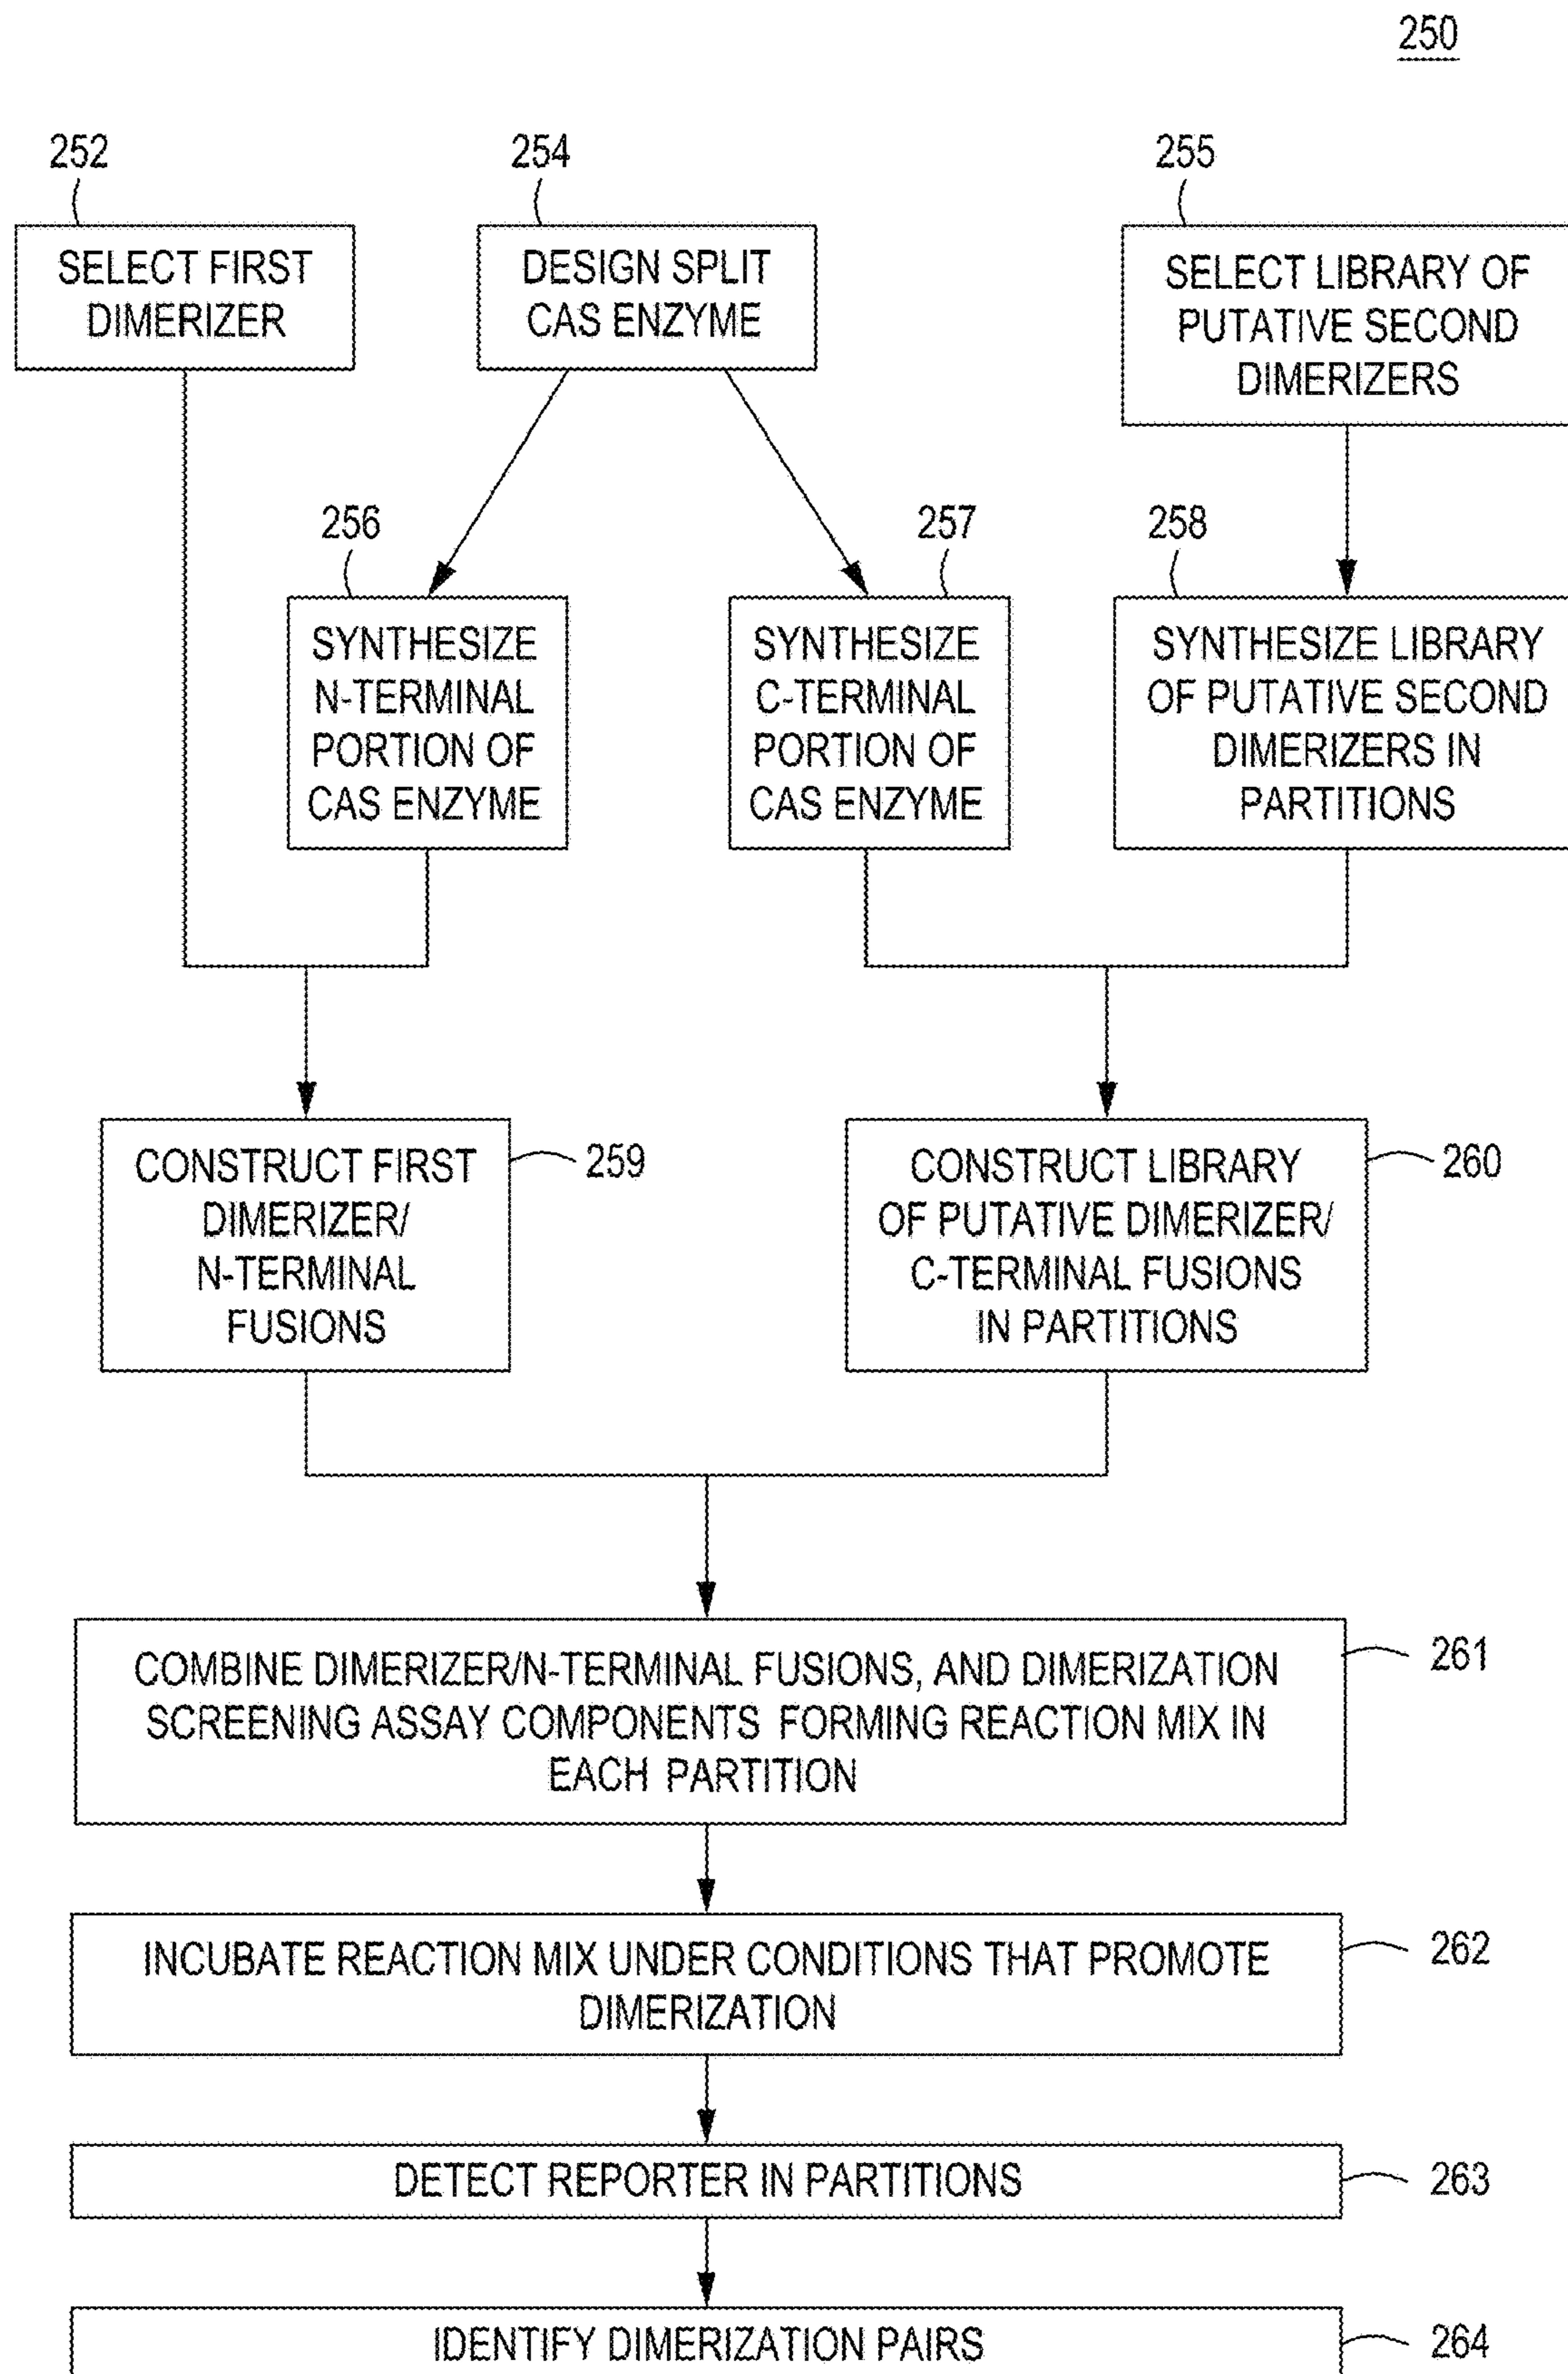 250
252
254
255
SELECT FIRST
DIMERIZER
DESIGN SPLIT
CAS ENZYME
SELECT LIBRARY OF
PUTATIVE SECOND
DIMERIZERS
256
257
258
SYNTHESIZE
N-TERMINAL
PORTION OF
CAS ENZYME
SYNTHESIZE
C-TERMINAL
PORTION OF
CAS ENZYME
SYNTHESIZE LIBRARY
OF PUTATIVE SECOND
DIMERIZERS IN
PARTITIONS
CONSTRUCT FIRST
DIMERIZER/
N-TERMINAL
FUSIONS
259
CONSTRUCT LIBRARY
OF PUTATIVE DIMERIZER/
C-TERMINAL FUSIONS
IN PARTITIONS
260
COMBINE DIMERIZER/N-TERMINAL FUSIONS, AND DIMERIZATION
SCREENING ASSAY COMPONENTS FORMING REACTION MIX IN
EACH PARTITION
261
INCUBATE REACTION MIX UNDER CONDITIONS THAT PROMOTE
DIMERIZATION
262
DETECT REPORTER IN PARTITIONS
263
IDENTIFY DIMERIZATION PAIRS
264